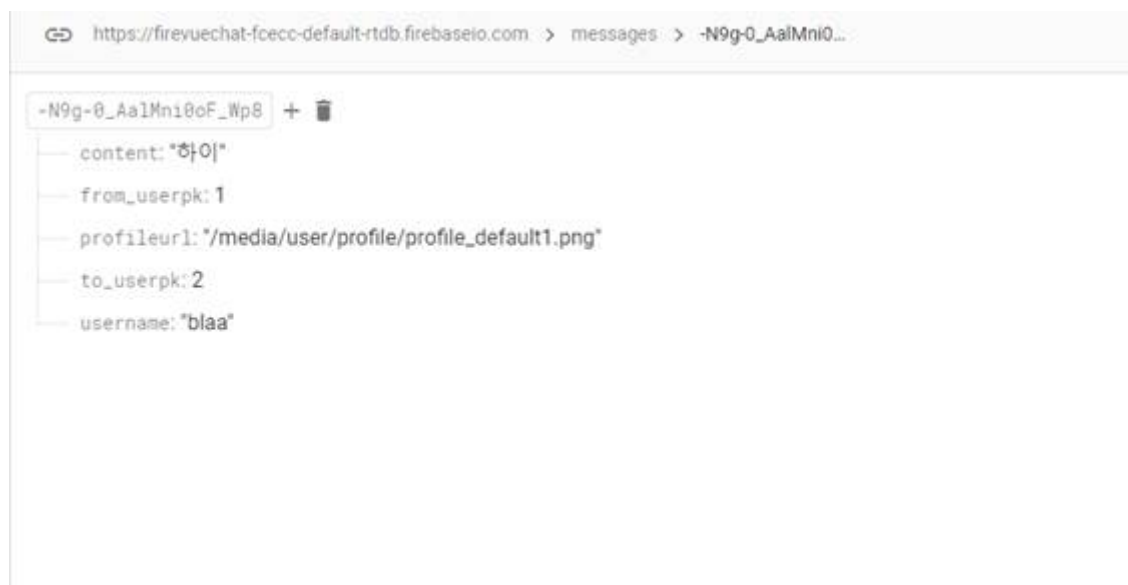 https://firevuechat-fcecc-default-rtdb.firebaseio.com > messages > -N9g-0_AalMni0...
-N9g-0_AalMni0oF_Wp8
content: "하이"
from_userpk: 1
profileurl: "/media/user/profile/profile_default1.png"
to_userpk: 2
username: "blaa"